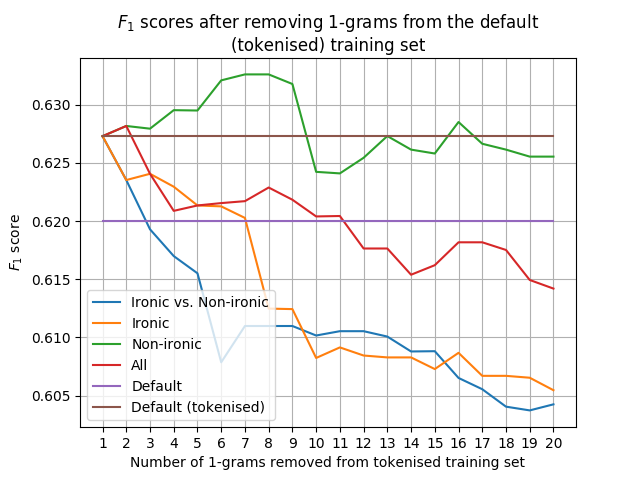 F1 scores after removing 1-grams from the default
(tokenised) training set
F1 score
0.630
0.625
0.620
0.615
0.610
0.605
Ironic vs. Non-ironic
Ironic
Non-ironic
All
Default
Default (tokenised)
1 2 3 4 5 6 7 8 9 10 11 12 13 14 15 16 17 18 19 20
Number of 1-grams removed from tokenised training set